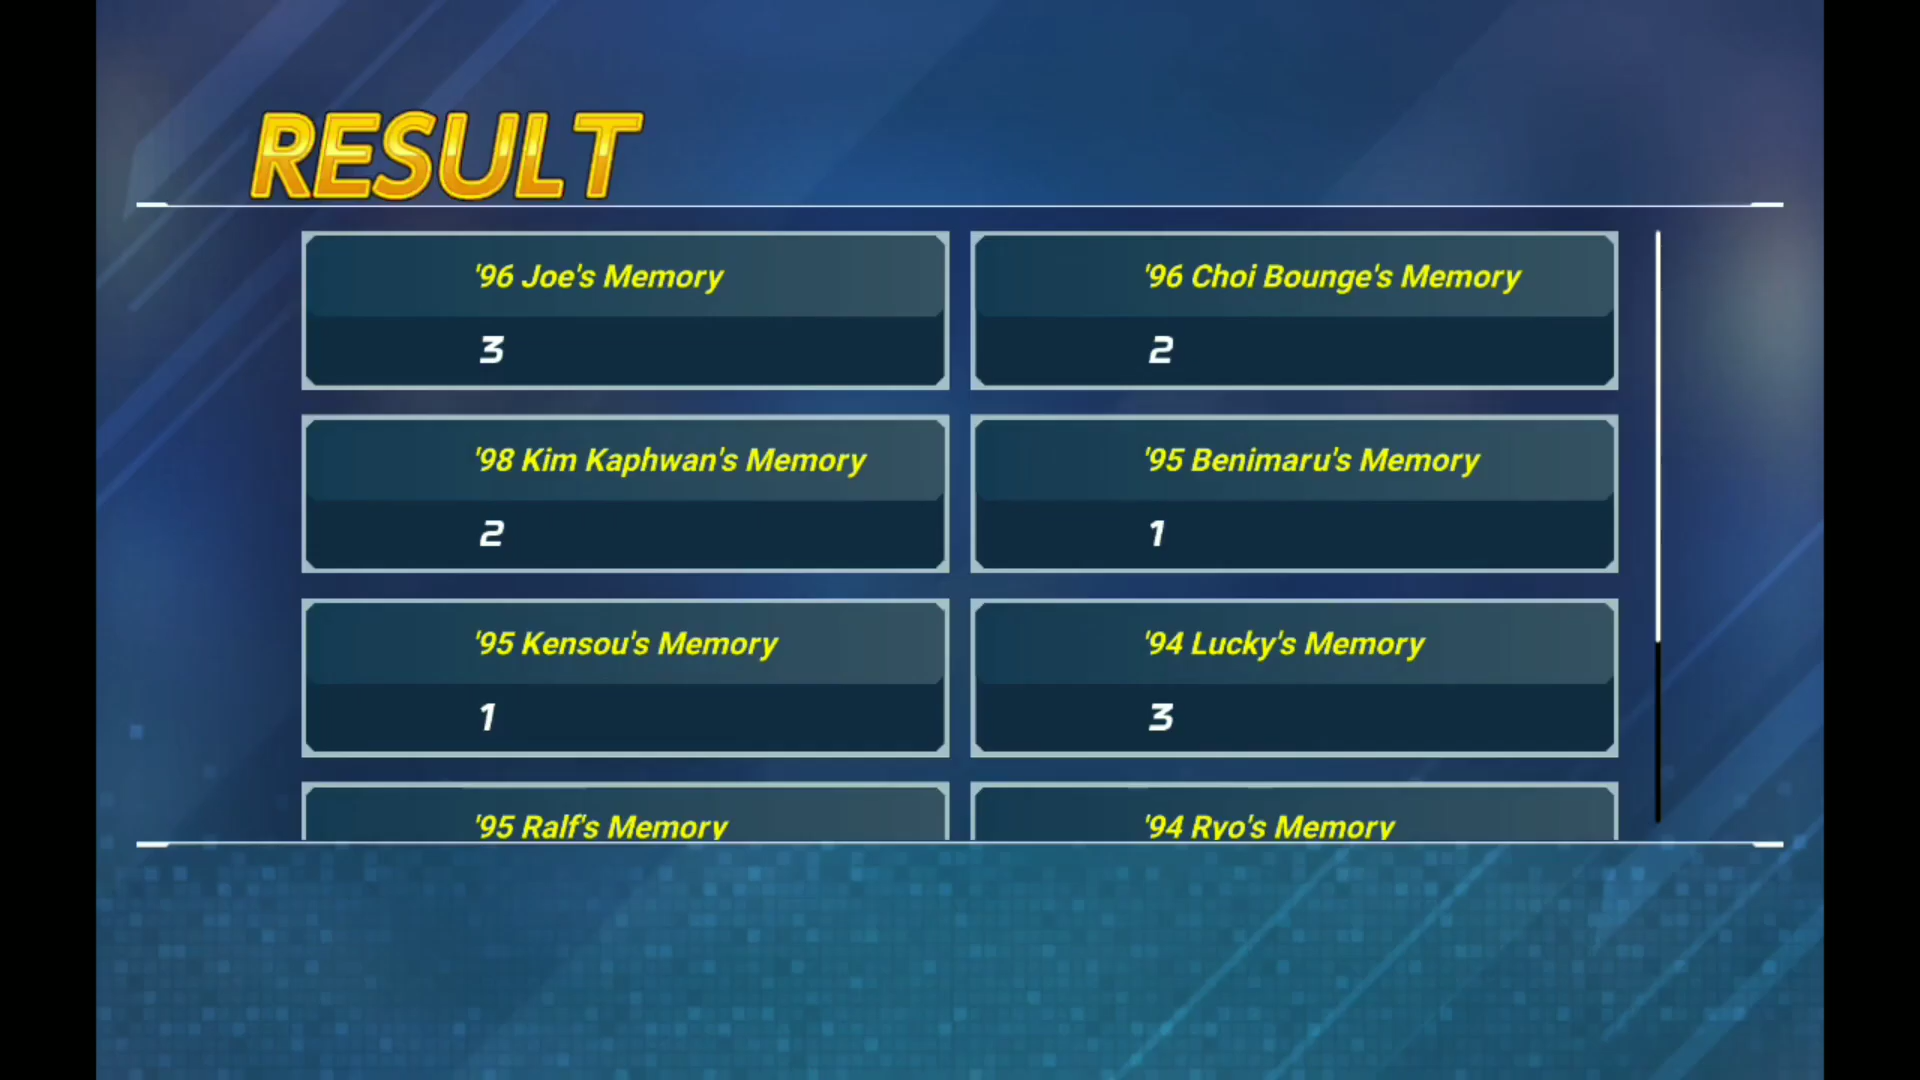 RESULT
'96 Joe's Memory
3
'96 Choi Bounge's Memory
2
'98 Kim Kaphwan's Memory
2
'95 Benimaru's Memory
1
'95 Kensou's Memory
1
'94 Lucky's Memory
3
'95 Ralf's Memory
'94 Ryo's Memory